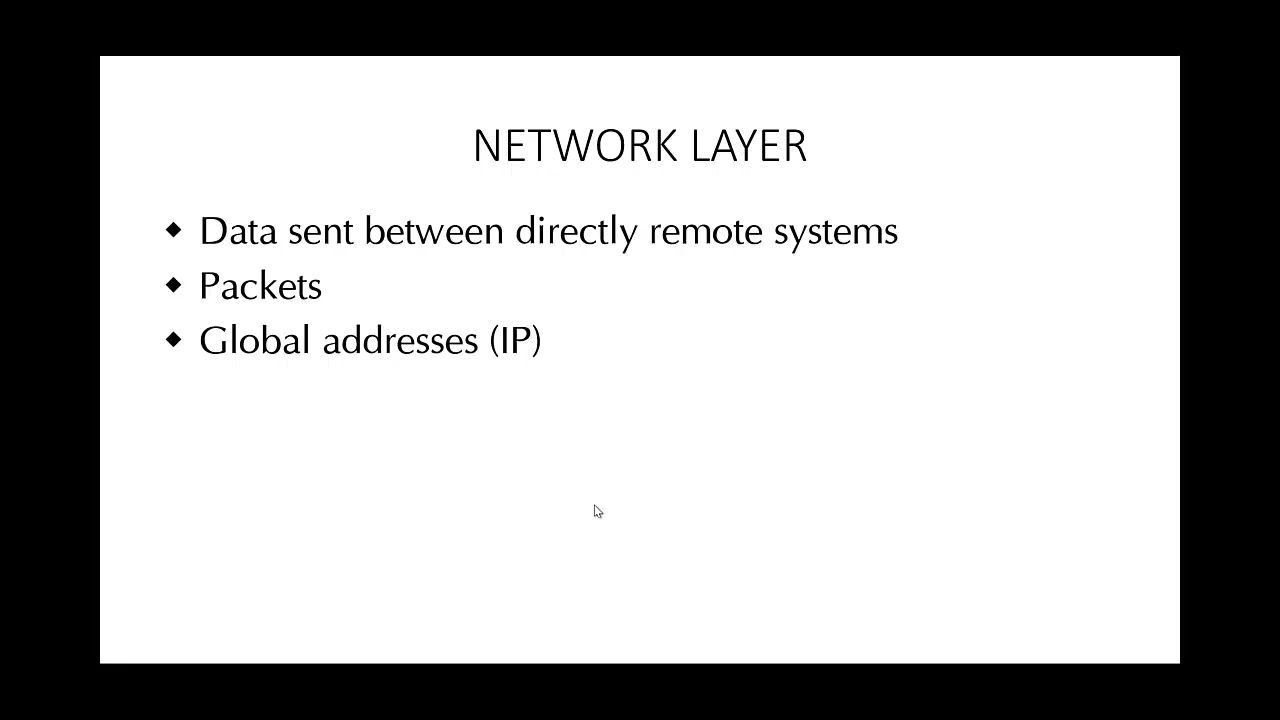 NETWORK LAYER
◆ Data sent between directly remote systems
◆ Packets
◆ Global addresses (IP)